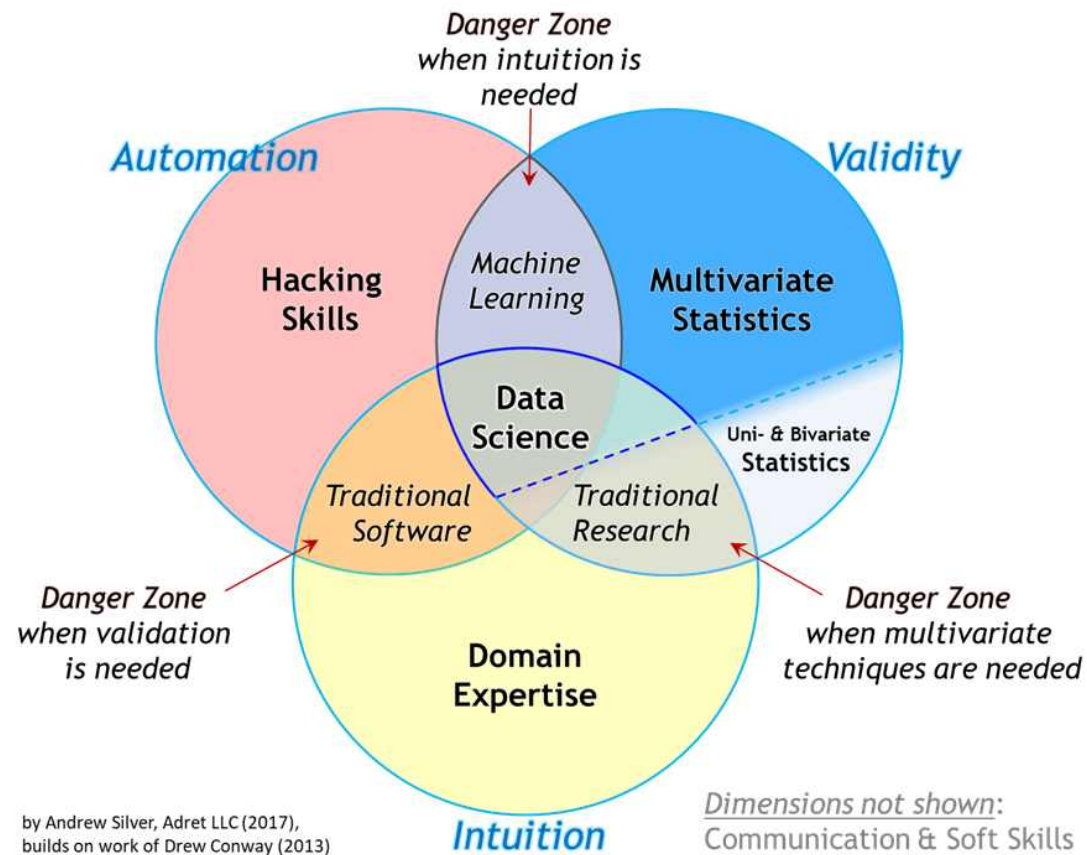 Danger Zone
when intuition is
needed
Automation
Validity
Hacking
Skills
Machine
Learning
Multivariate
Statistics
Data
Science
Uni- & Bivariate
Statistics
Traditional
Software
Traditional
Research
Danger Zone
when validation
is needed
Danger Zone
when multivariate
techniques are needed
Domain
Expertise
by Andrew Silver, Adret LLC (2017),
builds on work of Drew Conway (2013)
Intuition
Dimensions not shown:
Communication & Soft Skills